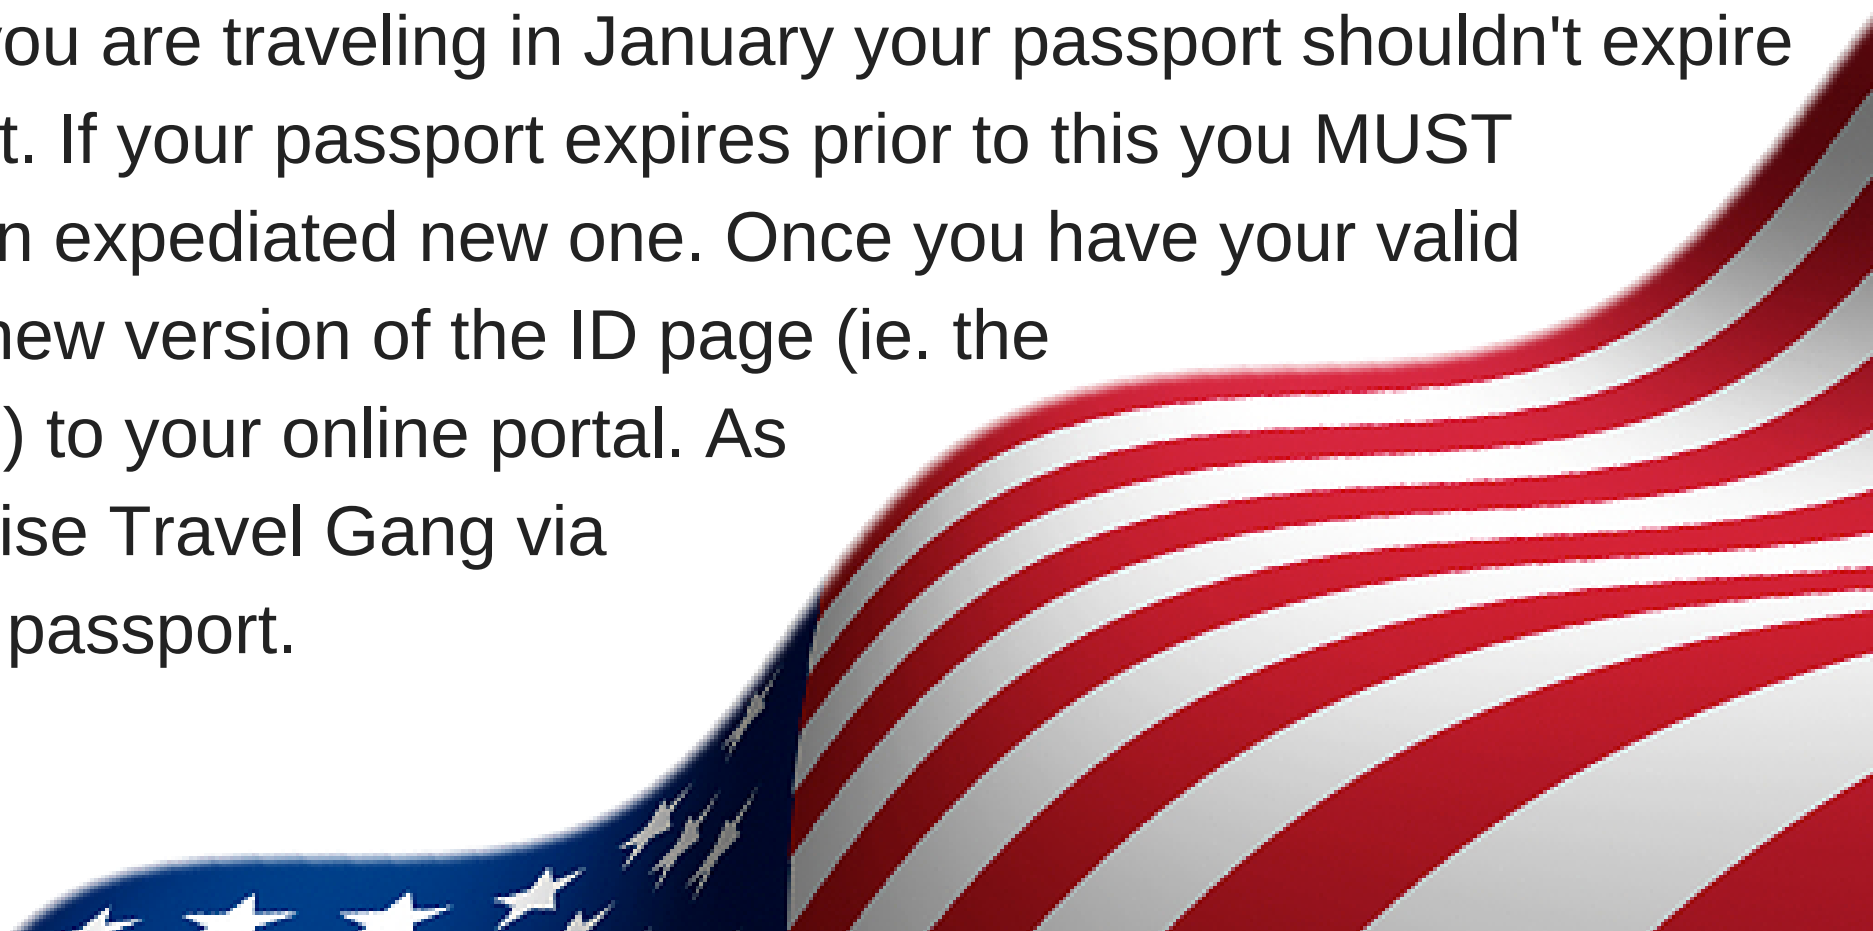 you are traveling in January your passport shouldn't expire
t. If your passport expires prior to this you MUST
n expediated new one. Once you have your valid
new version of the ID page (ie. the
) to your online portal. As
ise Travel Gang via
passport.